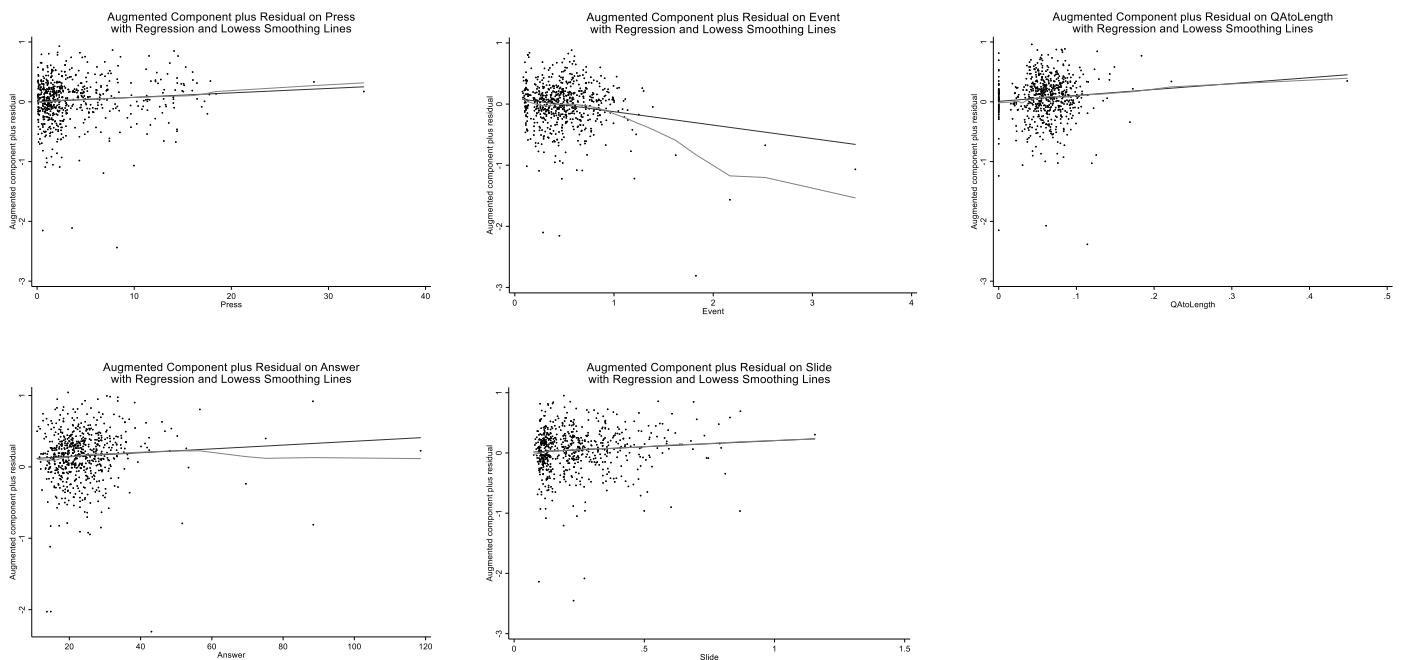 Augmented Component plus Residual on Press
with Regression and Lowess Smoothing Lines
Augmented component plus residual
1
0
-1
-2
-3
0 10 20 30 40
Press
Augmented Component plus Residual on Event
with Regression and Lowess Smoothing Lines
Augmented component plus residual
1
0
-1
-2
-3
0 1 2 3 4
Event
Augmented Component plus Residual on QAtoLength
with Regression and Lowess Smoothing Lines
Augmented component plus residual
1
0
-1
-2
-3
0 .1 .2 .3 .4 .5
QAtoLength
Augmented Component plus Residual on Answer
with Regression and Lowess Smoothing Lines
Augmented component plus residual
1
0
-1
-2
20 40 60 80 100 120
Answer
Augmented Component plus Residual on Slide
with Regression and Lowess Smoothing Lines
Augmented component plus residual
1
0
-1
-2
-3
0 .5 1 1.5
Slide